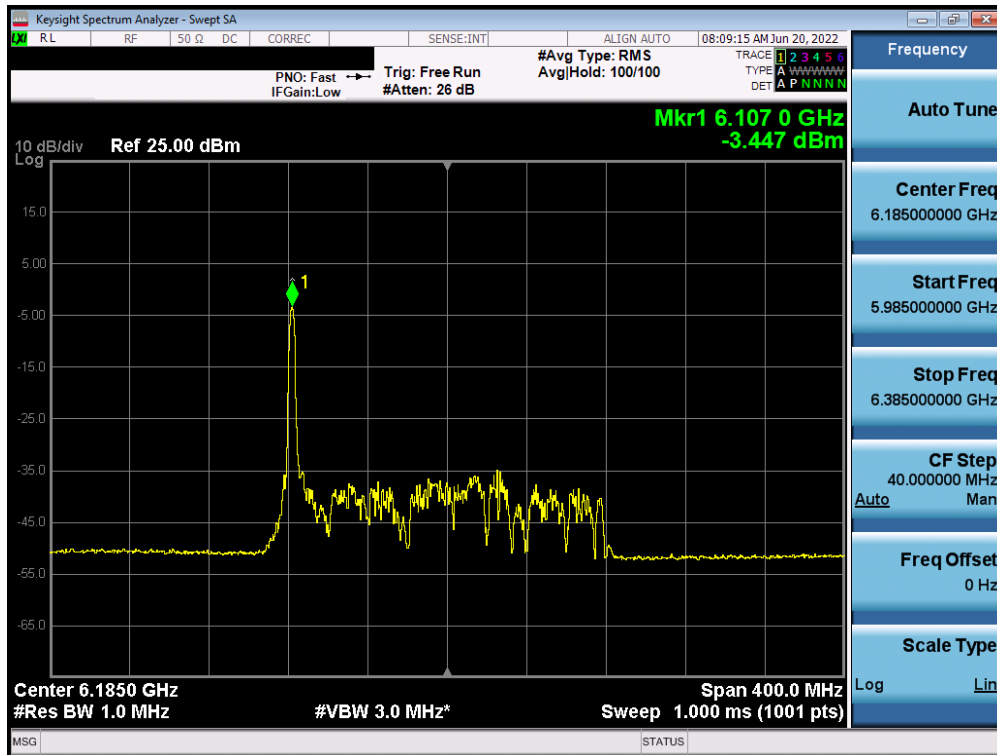 Keysight Spectrum Analyzer - Swept SA
LXI RL RF 50 Ω DC CORREC SENSE:INT ALIGN AUTO 08:09:15 AM Jun 20, 2022
PNO: Fast
IFGain:Low
Trig: Free Run
#Atten: 26 dB
#Avg Type: RMS
Avg|Hold: 100/100
TRACE 1 2 3 4 5 6
TYPE A WWWWW
DET A P N N N N
Mkr1 6.107 0 GHz
-3.447 dBm
10 dB/div Ref 25.00 dBm
Log
15.0
5.00
-5.00
-15.0
-25.0
-35.0
-45.0
-55.0
-65.0
1
Center 6.1850 GHz Span 400.0 MHz
#Res BW 1.0 MHz #VBW 3.0 MHz* Sweep 1.000 ms (1001 pts)
MSG STATUS
Frequency
Auto Tune
Center Freq
6.185000000 GHz
Start Freq
5.985000000 GHz
Stop Freq
6.385000000 GHz
CF Step
40.000000 MHz
Auto Man
Freq Offset
0 Hz
Scale Type
Log Lin